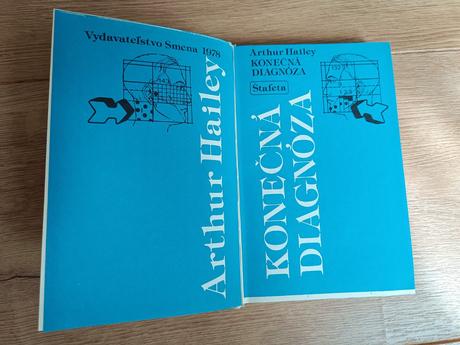 Vydavateľstvo Smena 1978
Arthur Hailey
Arthur Hailey
KONEČNÁ
DIAGNÓZA
Štafeta
KONEČNÁ
DIAGNÓZA